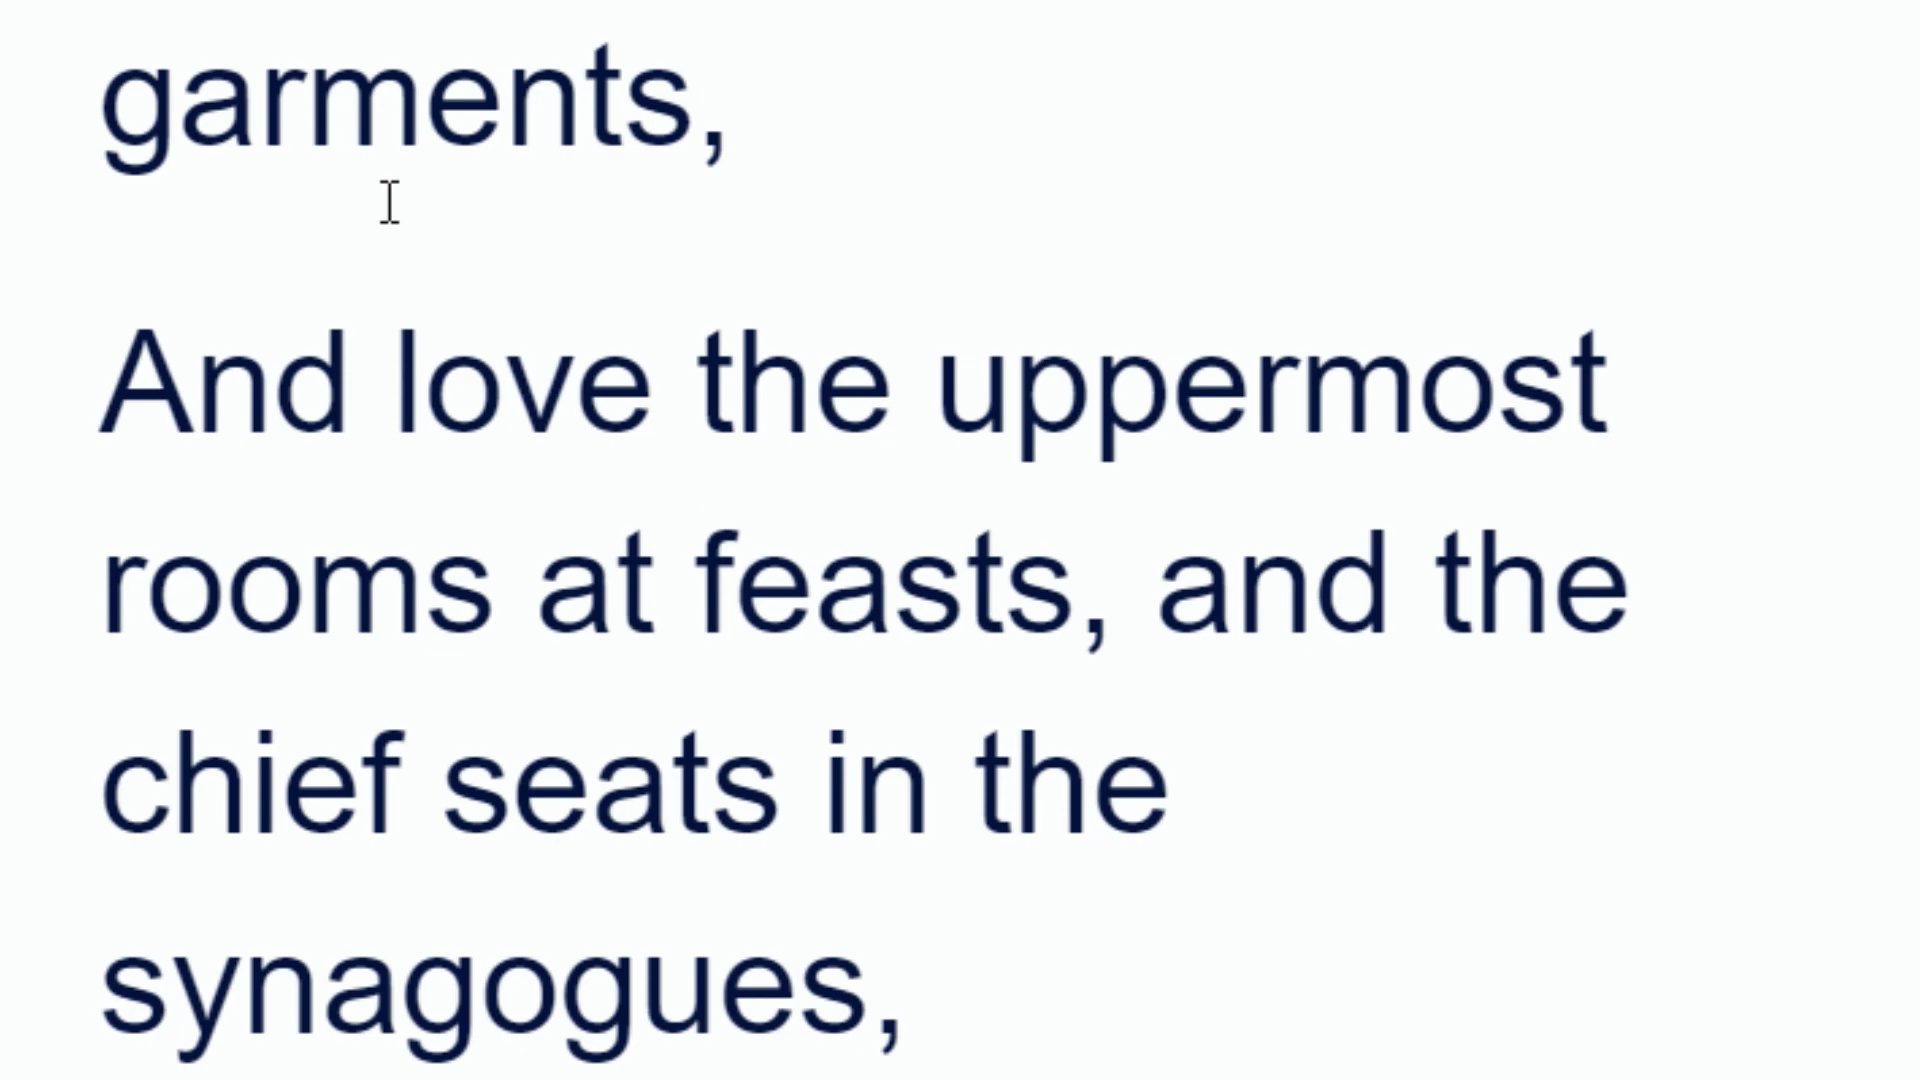 garments,
And love the uppermost
rooms at feasts, and the
chief seats in the
synagogues,